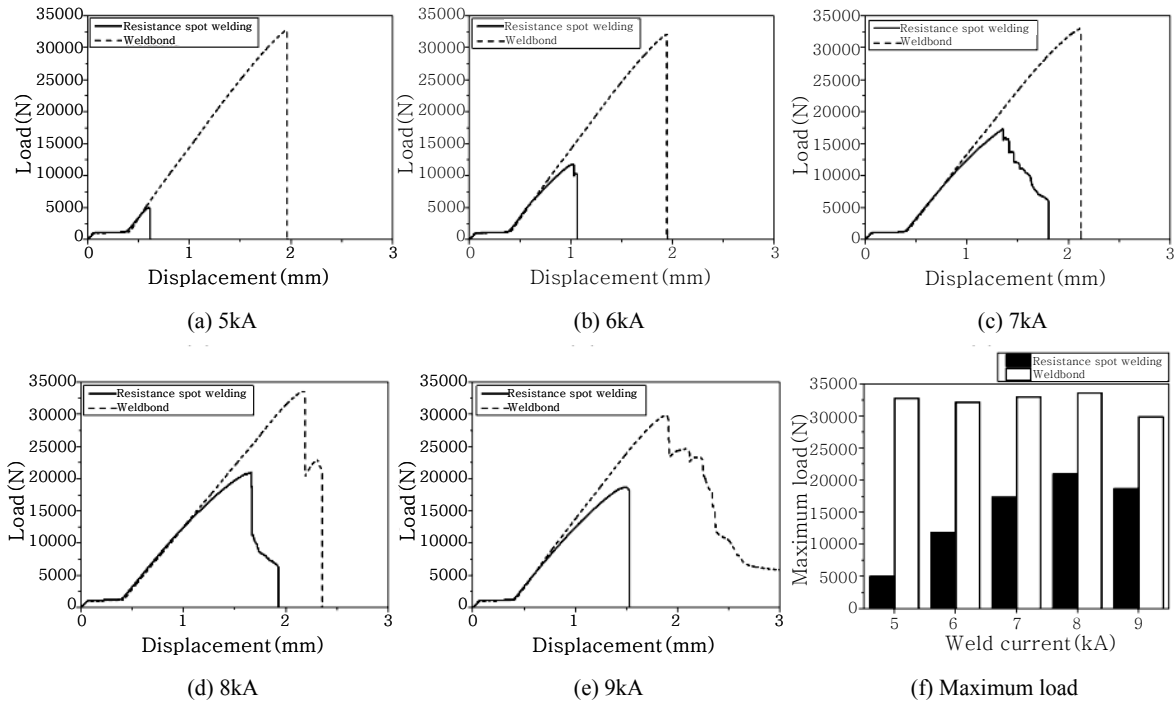 Resistance spot welding
Weldbond
Load(N)
35000
30000
25000
20000
15000
10000
5000
0
0 1 2 3
Displacement(mm)
(a) 5kA
Resistance spot welding
Weldbond
Load(N)
35000
30000
25000
20000
15000
10000
5000
0
0 1 2 3
Displacement(mm)
(b) 6kA
Resistance spot welding
Weldbond
Load(N)
35000
30000
25000
20000
15000
10000
5000
0
0 1 2 3
Displacement(mm)
(c) 7kA
Resistance spot welding
Weldbond
Load(N)
35000
30000
25000
20000
15000
10000
5000
0
0 1 2 3
Displacement(mm)
(d) 8kA
Resistance spot welding
Weldbond
Load(N)
35000
30000
25000
20000
15000
10000
5000
0
0 1 2 3
Displacement(mm)
(e) 9kA
Resistance spot welding
Weldbond
Maximum load(N)
35000
30000
25000
20000
15000
10000
5000
0
5 6 7 8 9
Weld current(kA)
(f) Maximum load